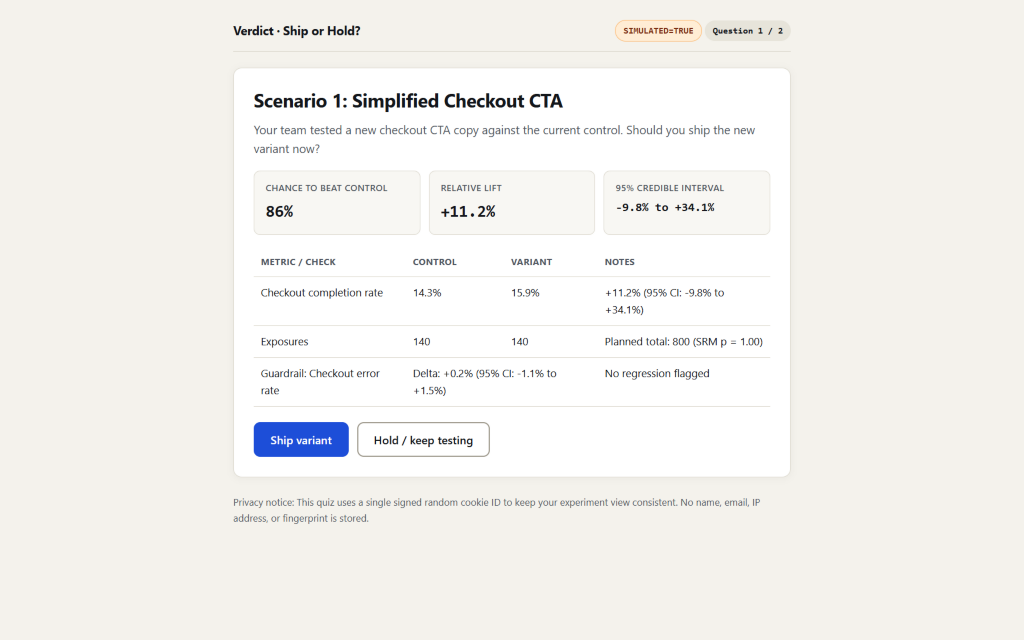 Verdict · Ship or Hold?
SIMULATED=TRUE
Question 1 / 2
Scenario 1: Simplified Checkout CTA
Your team tested a new checkout CTA copy against the current control. Should you ship the new
variant now?
CHANCE TO BEAT CONTROL
86%
RELATIVE LIFT
+11.2%
95% CREDIBLE INTERVAL
-9.8% to +34.1%
METRIC / CHECK CONTROL VARIANT NOTES
Checkout completion rate 14.3% 15.9% +11.2% (95% CI: -9.8% to
+34.1%)
Exposures 140 140 Planned total: 800 (SRM p = 1.00)
Guardrail: Checkout error
rate
Delta: +0.2% (95% CI: -1.1% to
+1.5%)
No regression flagged
Ship variant
Hold / keep testing
Privacy notice: This quiz uses a single signed random cookie ID to keep your experiment view consistent. No name, email, IP
address, or fingerprint is stored.